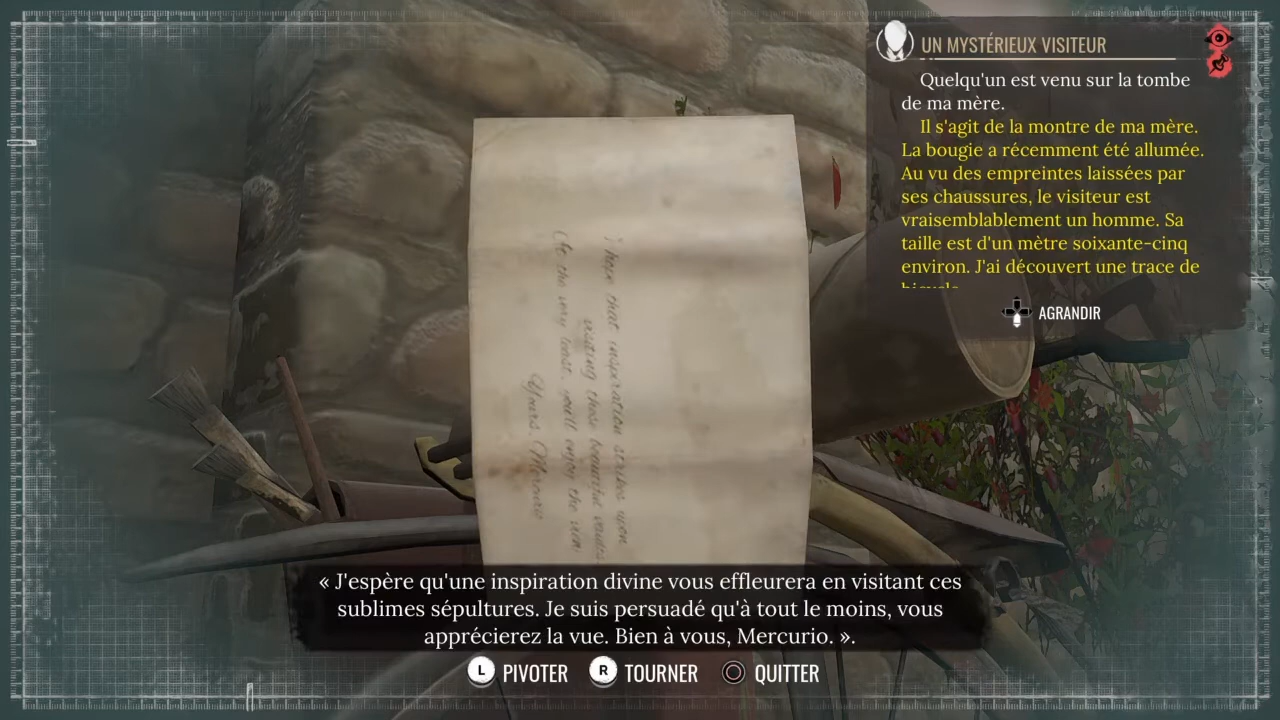 UN MYSTÉRIEUX VISITEUR
Quelqu'un est venu sur la tombe
de ma mère.
Il s'agit de la montre de ma mère.
La bougie a récemment été allumée.
Au vu des empreintes laissées par
ses chaussures, le visiteur est
vraisemblablement un homme. Sa
taille est d'un mètre soixante-cinq
environ. J'ai découvert une trace de
AGRANDIR
I hope that inspiration strikes upon
visiting these beautiful
At the very least, you'll enjoy the view.
Yours, Mercurio
« J'espère qu'une inspiration divine vous effleurera en visitant ces
sublimes sépultures. Je suis persuadé qu'à tout le moins, vous
apprécierez la vue. Bien à vous, Mercurio. ».
L PIVOTER R TOURNER QUITTER